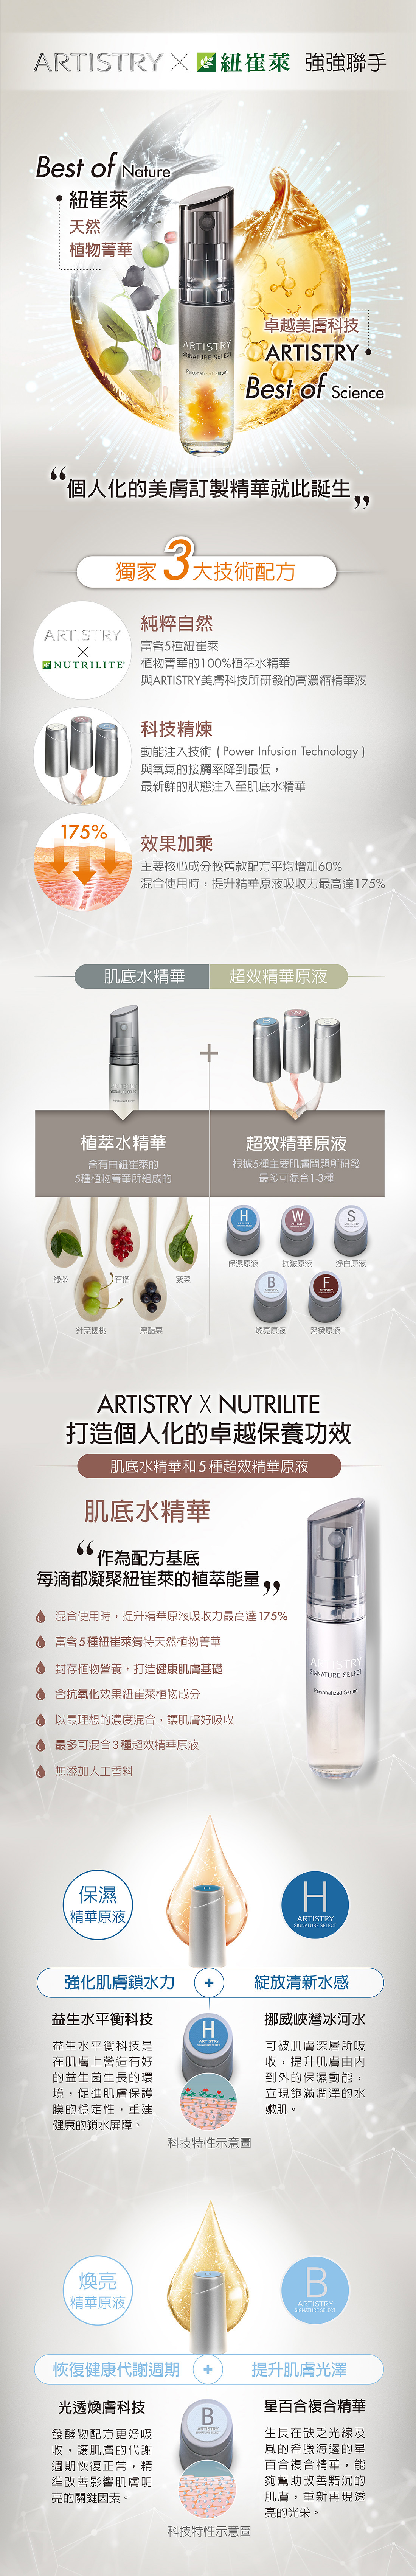 ARTISTRY × 紐崔萊 強強聯手
Best of Nature
紐崔萊
天然
植物菁華
ARTISTRY
SIGNATURE SELECT
Personalized Serum
卓越美膚科技
ARTISTRY
Best of Science
“個人化的美膚訂製精華就此誕生”
獨家3大技術配方
ARTISTRY
×
NUTRILITE
純粹自然
富含5種紐崔萊
植物菁華的100%植萃水精華
與ARTISTRY美膚科技所研發的高濃縮精華液
科技精煉
動能注入技術 ( Power Infusion Technology )
與氧氣的接觸率降到最低，
最新鮮的狀態注入至肌底水精華
175%
效果加乘
主要核心成分較舊款配方平均增加60%
混合使用時，提升精華原液吸收力最高達175%
肌底水精華 超效精華原液
+
植萃水精華
含有由紐崔萊的
5種植物菁華所組成的
超效精華原液
根據5種主要肌膚問題所研發
最多可混合1-3種
綠茶
石榴
菠菜
針葉櫻桃
黑醋栗
H
W
S
保濕原液
抗皺原液
淨白原液
B
F
煥亮原液
緊緻原液
ARTISTRY X NUTRILITE
打造個人化的卓越保養功效
肌底水精華和5種超效精華原液
肌底水精華
“作為配方基底
每滴都凝聚紐崔萊的植萃能量”
混合使用時，提升精華原液吸收力最高達175%
富含5種紐崔萊獨特天然植物菁華
封存植物營養，打造健康肌膚基礎
含抗氧化效果紐崔萊植物成分
以最理想的濃度混合，讓肌膚好吸收
最多可混合3種超效精華原液
無添加人工香料
ARTISTRY
SIGNATURE SELECT
Personalized Serum
保濕
精華原液
H
ARTISTRY
SIGNATURE SELECT
強化肌膚鎖水力 + 綻放清新水感
益生水平衡科技
益生水平衡科技是
在肌膚上營造有好
的益生菌生長的環
境，促進肌膚保護
膜的穩定性，重建
健康的鎖水屏障。
H
ARTISTRY
SIGNATURE SELECT
科技特性示意圖
挪威峽灣冰河水
可被肌膚深層所吸
收，提升肌膚由內
到外的保濕動能，
立現飽滿潤澤的水
嫩肌。
煥亮
精華原液
B
ARTISTRY
SIGNATURE SELECT
恢復健康代謝週期 + 提升肌膚光澤
光透煥膚科技
發酵物配方更好吸
收，讓肌膚的代謝
週期恢復正常，精
準改善影響肌膚明
亮的關鍵因素。
B
ARTISTRY
SIGNATURE SELECT
科技特性示意圖
星百合複合精華
生長在缺乏光線及
風的希臘海邊的星
百合複合精華，能
夠幫助改善黯沉的
肌膚，重新再現透
亮的光采。